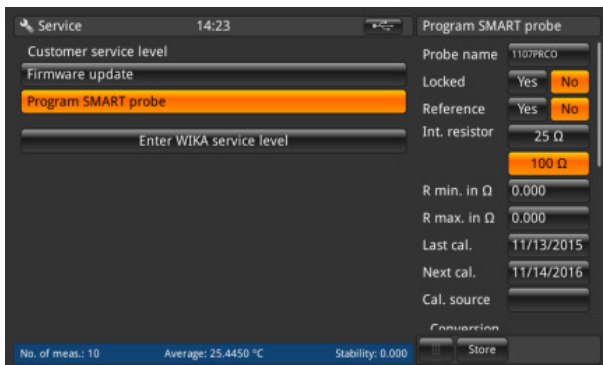 Service 14:23 Program SMART probe
Customer service level
Firmware update
Program SMART probe
Enter WIKA service level
Probe name 1107PRCO
Locked Yes No
Reference Yes No
Int. resistor 25 Ω
100 Ω
R min. in Ω 0.000
R max. in Ω 0.000
Last cal. 11/13/2015
Next cal. 11/14/2016
Cal. source
Conversion
Store
No. of meas.: 10 Average: 25.4450 °C Stability: 0.000